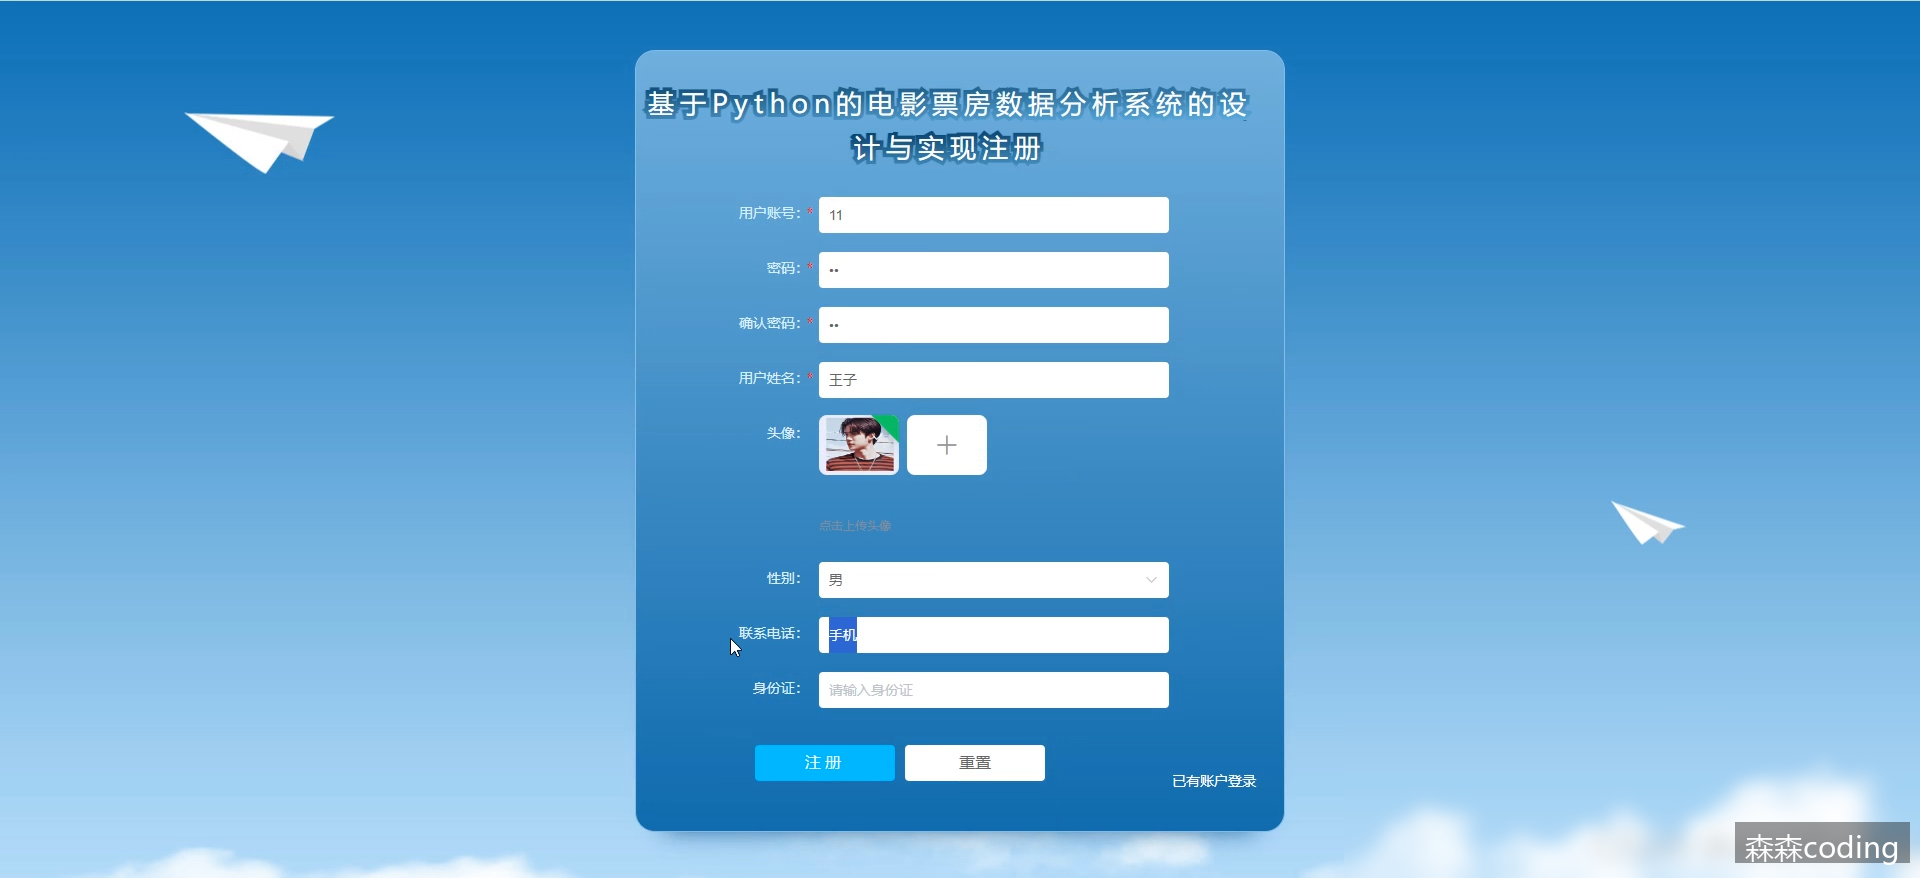 基于Python的电影票房数据分析系统的设
计与实现注册
用户账号：* 11
密码：* ••
确认密码：* ••
用户姓名：* 王子
头像：
点击上传头像
性别： 男
联系电话： 手机
身份证： 请输入身份证
注 册 重置
已有账户登录
森森coding